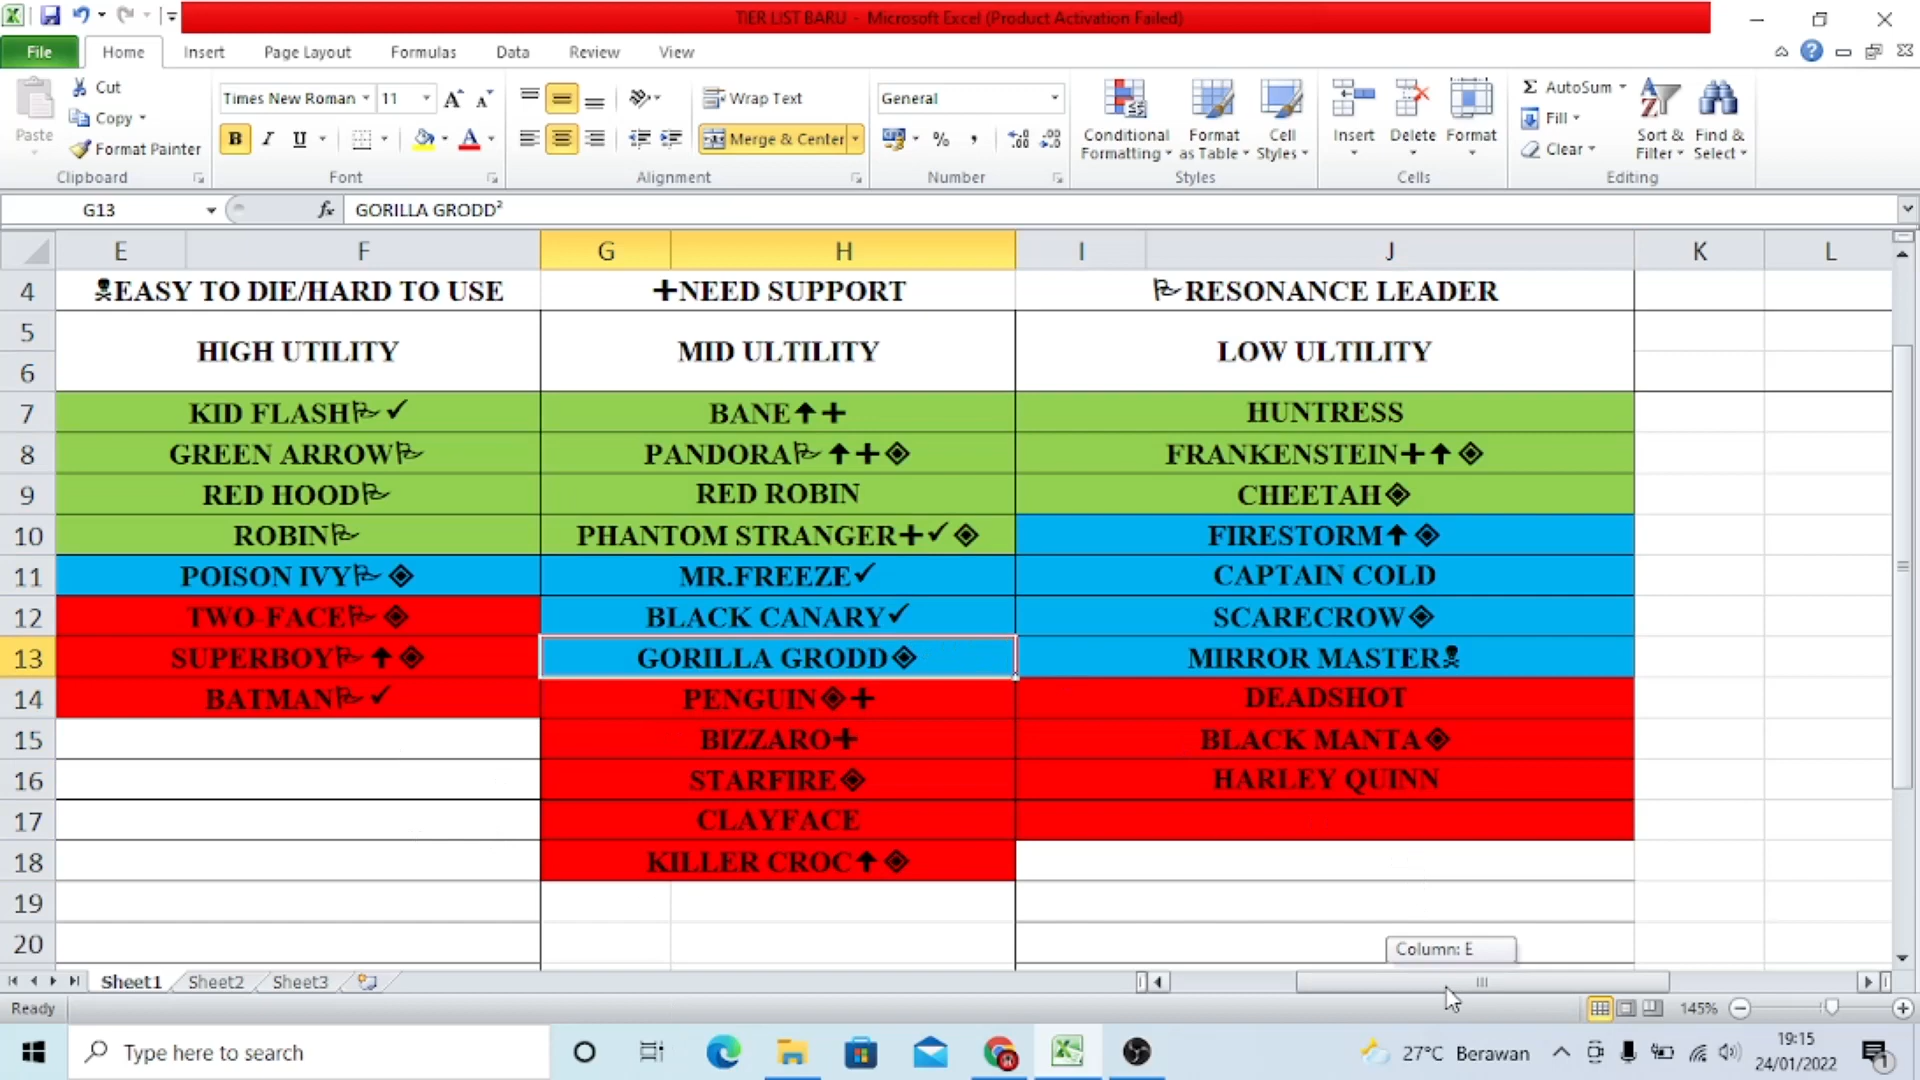 TIER LIST BARU - Microsoft Excel (Product Activation Failed)
File Home Insert Page Layout Formulas Data Review View
Paste Cut Copy Format Painter
Clipboard
Times New Roman 11
B I U A
Font
Wrap Text
Merge & Center
Alignment
General
% ,
Number
Conditional Formatting Format as Table Cell Styles
Styles
Insert Delete Format
Cells
Σ AutoSum Fill Clear
Sort & Filter Find & Select
Editing
G13 fx GORILLA GRODD²
E F G H I J K L
4 ☠EASY TO DIE/HARD TO USE ✚NEED SUPPORT 🏱RESONANCE LEADER
5
HIGH UTILITY MID ULTILITY LOW ULTILITY
6
7 KID FLASH🏱✓ BANE🡅✚ HUNTRESS
8 GREEN ARROW🏱 PANDORA🏱🡅✚◈ FRANKENSTEIN✚🡅◈
9 RED HOOD🏱 RED ROBIN CHEETAH◈
10 ROBIN🏱 PHANTOM STRANGER✚✓◈ FIRESTORM🡅◈
11 POISON IVY🏱◈ MR.FREEZE✓ CAPTAIN COLD
12 TWO-FACE🏱◈ BLACK CANARY✓ SCARECROW◈
13 SUPERBOY🏱🡅◈ GORILLA GRODD◈ MIRROR MASTER☠
14 BATMAN🏱✓ PENGUIN◈✚ DEADSHOT
15 BIZZARO✚ BLACK MANTA◈
16 STARFIRE◈ HARLEY QUINN
17 CLAYFACE
18 KILLER CROC🡅◈
19
20
Column: E
Sheet1 Sheet2 Sheet3
Ready 145%
Type here to search
27°C Berawan
19:15
24/01/2022
1